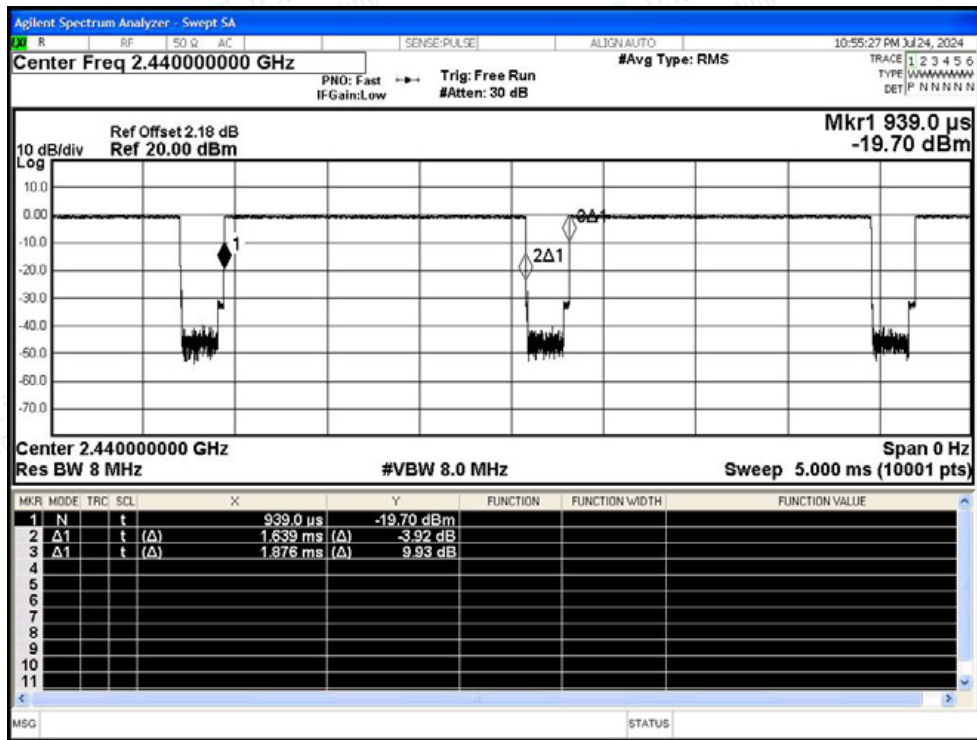 Agilent Spectrum Analyzer - Swept SA
LXI R RF 50 Ω AC SENSE:PULSE ALIGN AUTO 10:55:27 PM Jul 24, 2024
Center Freq 2.440000000 GHz #Avg Type: RMS TRACE 1 2 3 4 5 6
PNO: Fast Trig: Free Run TYPE WWWWWW
IFGain:Low #Atten: 30 dB DET P N N N N N
Mkr1 939.0 µs
Ref Offset 2.18 dB
10 dB/div Ref 20.00 dBm -19.70 dBm
Log
10.0
0.00
3Δ1
-10.0
1
2Δ1
-20.0
-30.0
-40.0
-50.0
-60.0
-70.0
Center 2.440000000 GHz Span 0 Hz
Res BW 8 MHz #VBW 8.0 MHz Sweep 5.000 ms (10001 pts)
MKR MODE TRC SCL X Y FUNCTION FUNCTION WIDTH FUNCTION VALUE
1 N t 939.0 µs -19.70 dBm
2 Δ1 t (Δ) 1.639 ms (Δ) -3.92 dB
3 Δ1 t (Δ) 1.876 ms (Δ) 9.93 dB
4
5
6
7
8
9
10
11
MSG STATUS